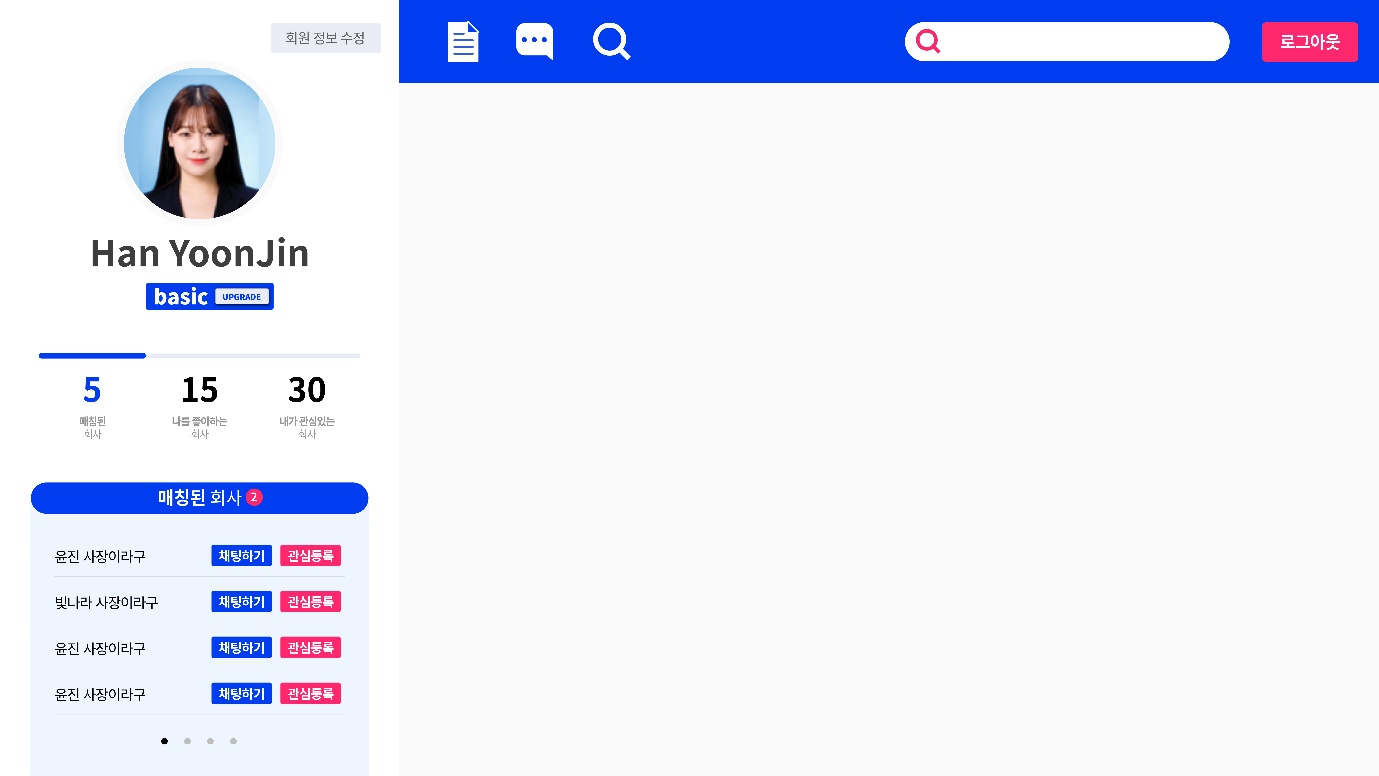 회원 정보 수정
로그아웃
Han YoonJin
basic UPGRADE
5 15 30
매칭된 나를 좋아하는 내가 관심있는
회사 회사 회사
매칭된 회사 2
윤진 사장이라구 채팅하기 관심등록
빛나라 사장이라구 채팅하기 관심등록
윤진 사장이라구 채팅하기 관심등록
윤진 사장이라구 채팅하기 관심등록